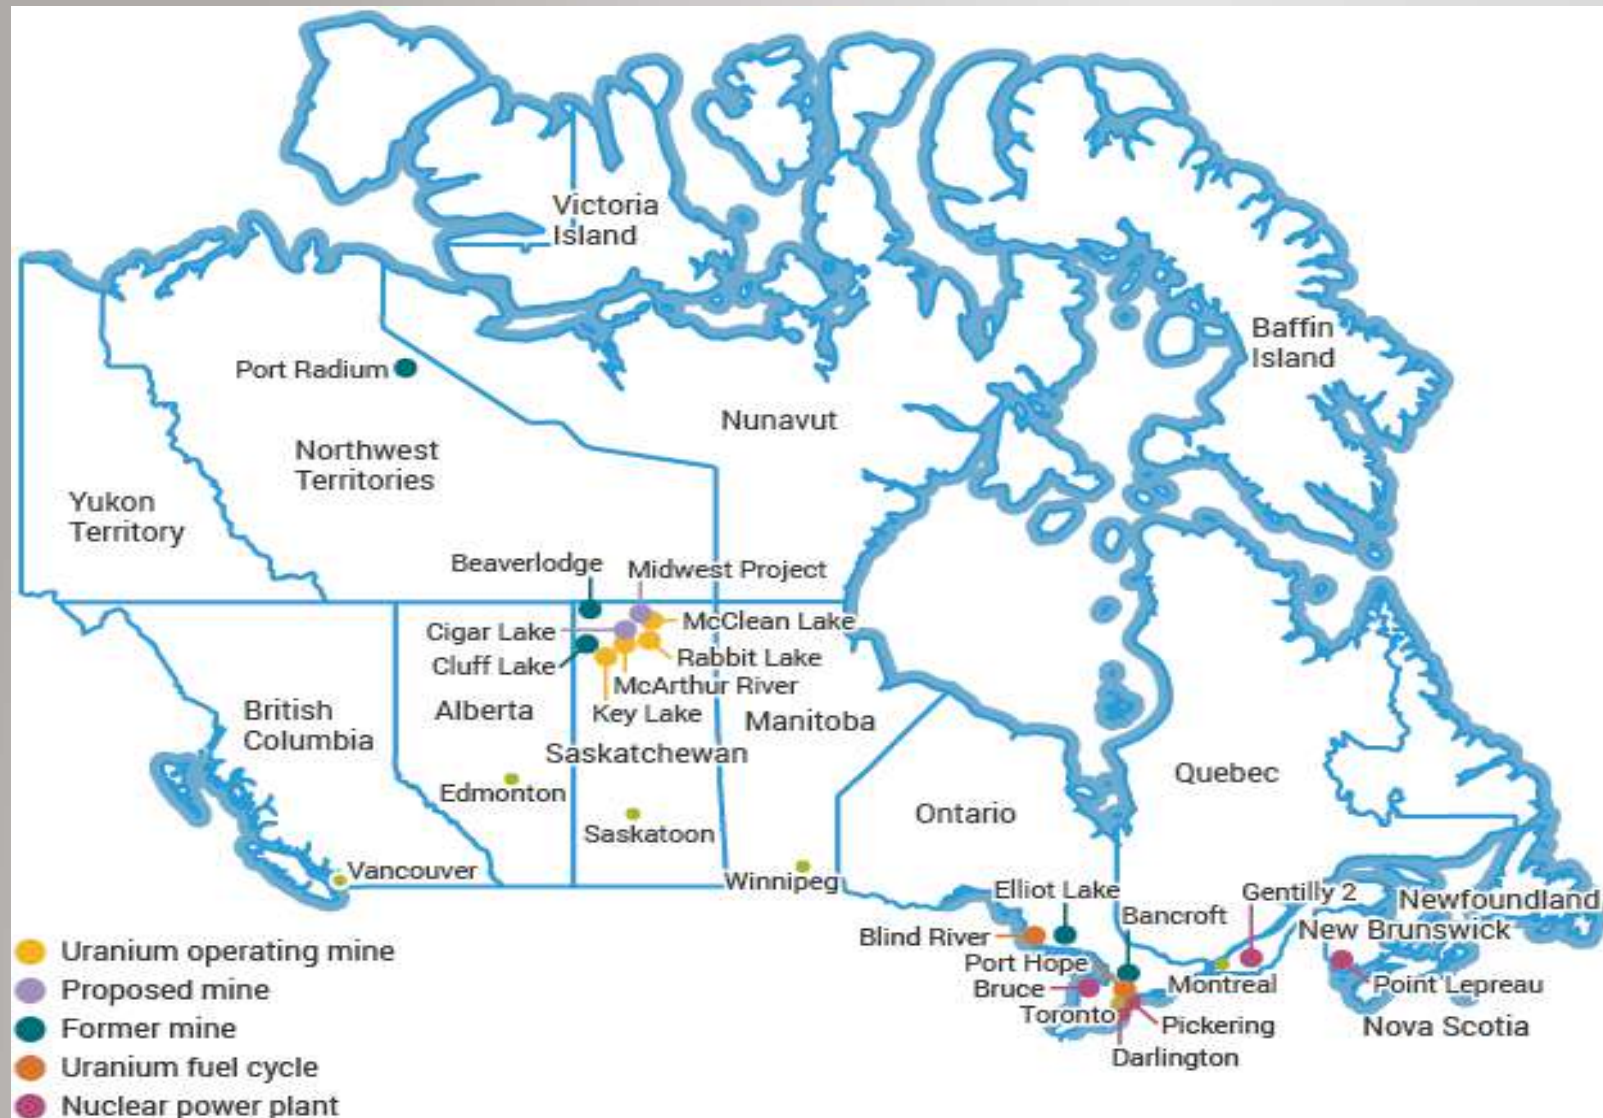 Victoria
Island
Baffin
Island
Port Radium
Nunavut
Northwest
Territories
Yukon
Territory
Beaverlodge
Midwest Project
Cigar Lake
McClean Lake
Cluff Lake
Rabbit Lake
McArthur River
Key Lake
British
Columbia
Alberta
Manitoba
Saskatchewan
Quebec
Edmonton
Ontario
Saskatoon
Vancouver
Winnipeg
Elliot Lake
Gentilly 2
Newfoundland
Bancroft
New Brunswick
Blind River
Port Hope
Bruce
Montreal
Point Lepreau
Toronto
Pickering
Nova Scotia
Darlington
Uranium operating mine
Proposed mine
Former mine
Uranium fuel cycle
Nuclear power plant